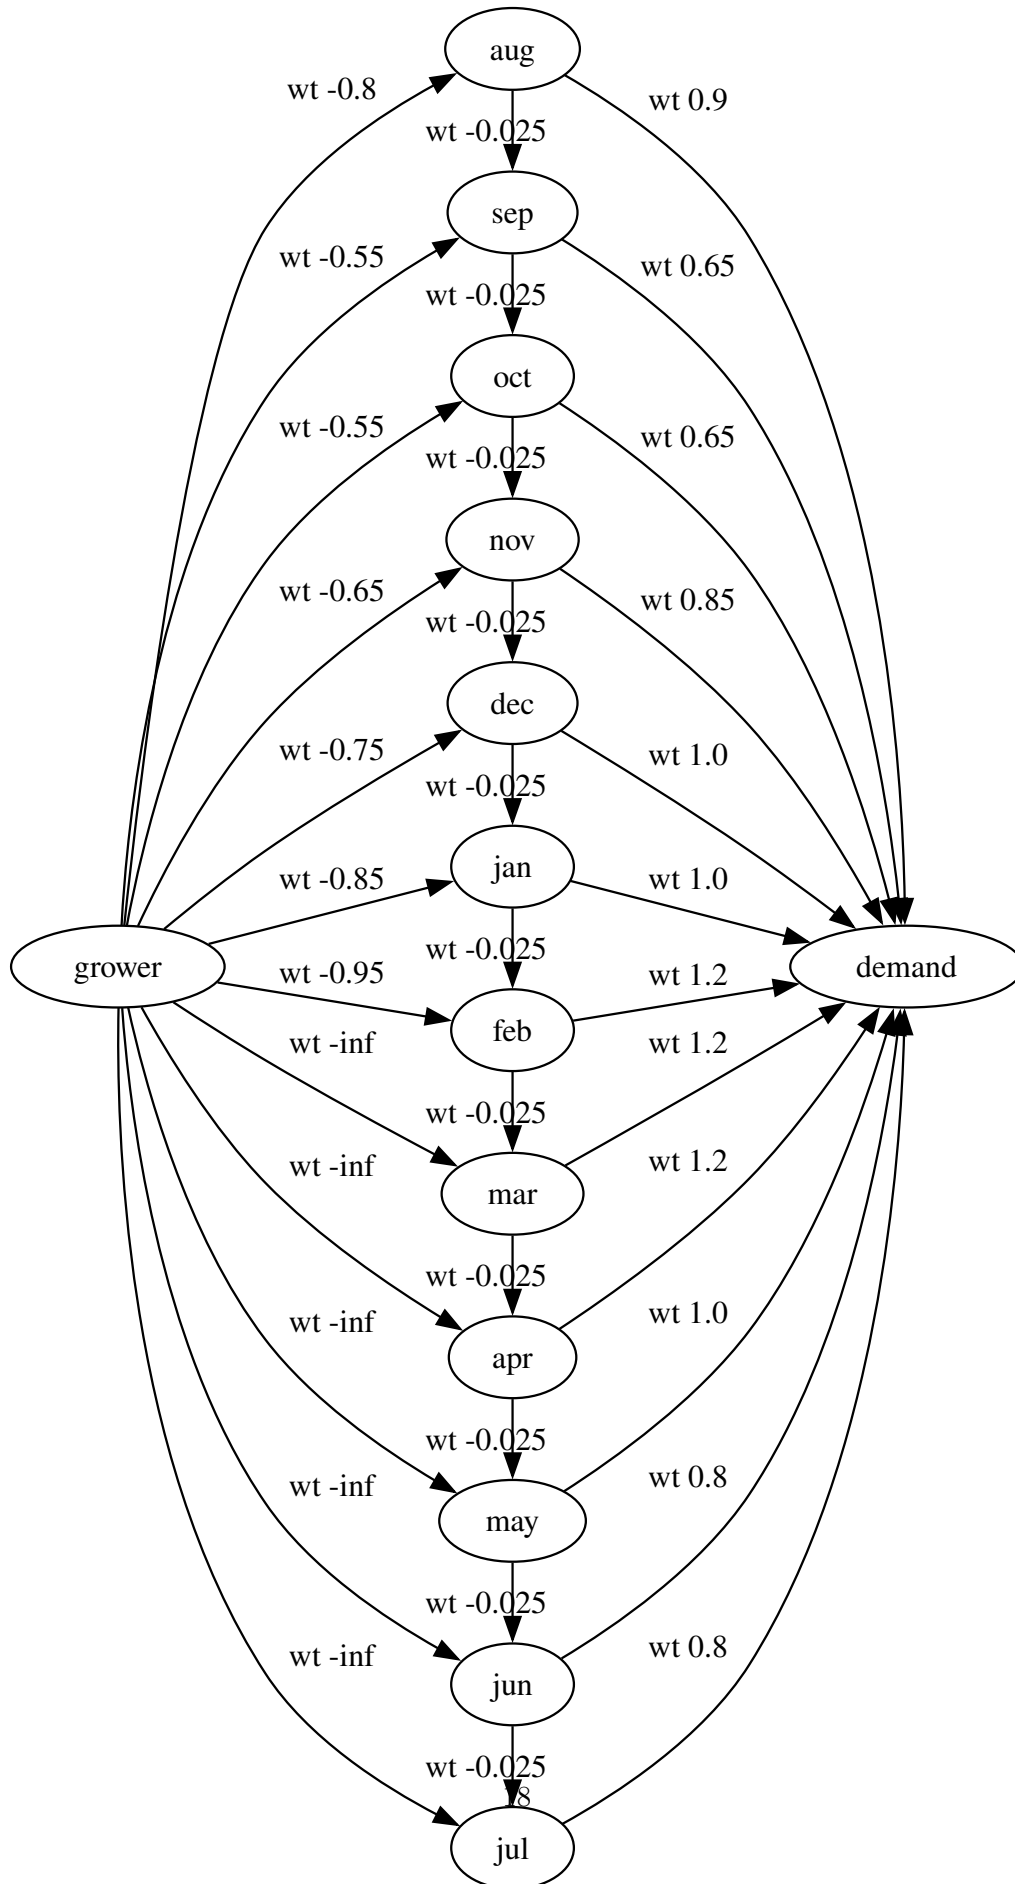 aug
wt -0.8
wt 0.9
wt -0.025
sep
wt -0.55
wt 0.65
wt -0.025
oct
wt -0.55
wt 0.65
wt -0.025
nov
wt -0.65
wt 0.85
wt -0.025
dec
wt -0.75
wt 1.0
wt -0.025
jan
wt -0.85
wt 1.0
wt -0.025
grower
demand
wt -0.95
wt 1.2
feb
wt -inf
wt 1.2
wt -0.025
mar
wt -inf
wt 1.2
wt -0.025
apr
wt -inf
wt 1.0
wt -0.025
may
wt -inf
wt 0.8
wt -0.025
jun
wt -inf
wt 0.8
wt -0.025
18
jul